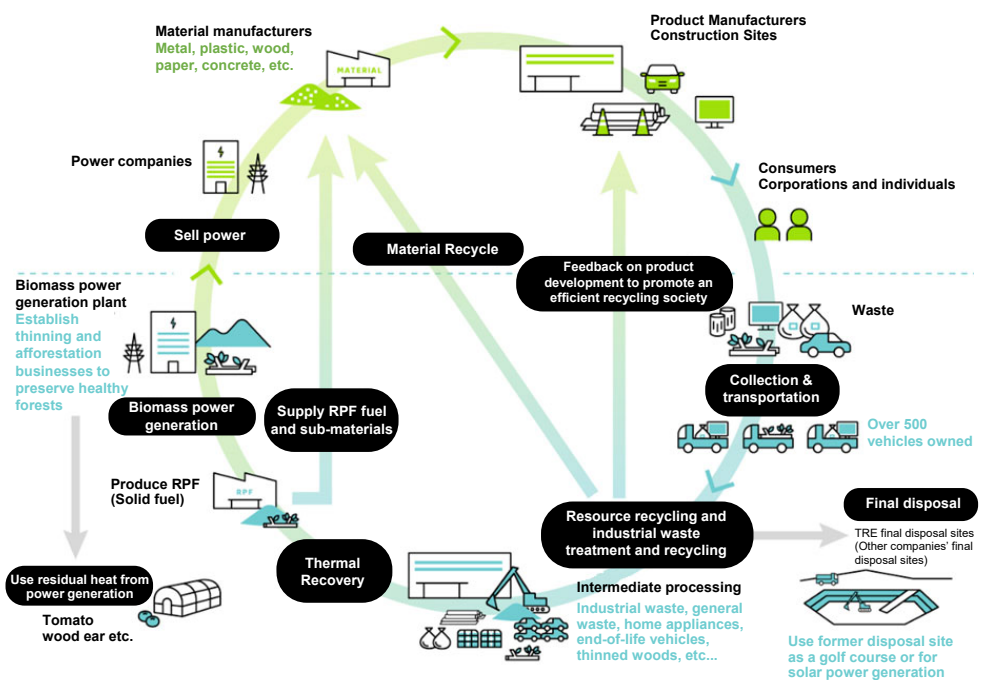 Material manufacturers
Metal, plastic, wood,
paper, concrete, etc.
MATERIAL
Product Manufacturers
Construction Sites
Power companies
Consumers
Corporations and individuals
Sell power
Material Recycle
Feedback on product
development to promote an
efficient recycling society
Biomass power
generation plant
Establish
thinning and
afforestation
businesses to
preserve healthy
forests
Waste
Collection &
transportation
Over 500
vehicles owned
Biomass power
generation
Supply RPF fuel
and sub-materials
Produce RPF
(Solid fuel)
RPF
Resource recycling and
industrial waste
treatment and recycling
Final disposal
TRE final disposal sites
(Other companies' final
disposal sites)
Thermal
Recovery
Intermediate processing
Industrial waste, general
waste, home appliances,
end-of-life vehicles,
thinned woods, etc...
Use residual heat from
power generation
Tomato
wood ear etc.
Use former disposal site
as a golf course or for
solar power generation